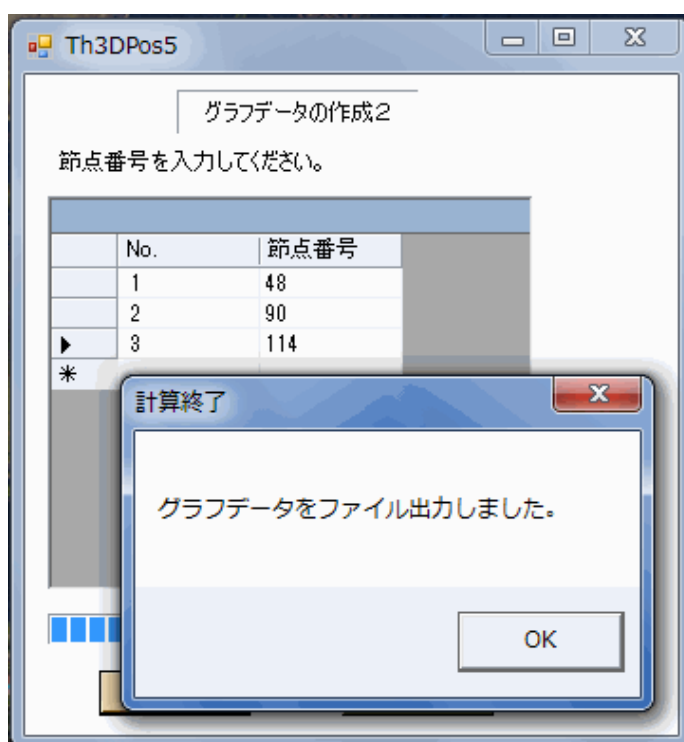 Th3DPos5
グラフデータの作成2
節点番号を入力してください。
No. 節点番号
1 48
2 90
3 114
計算終了
グラフデータをファイル出力しました。
OK